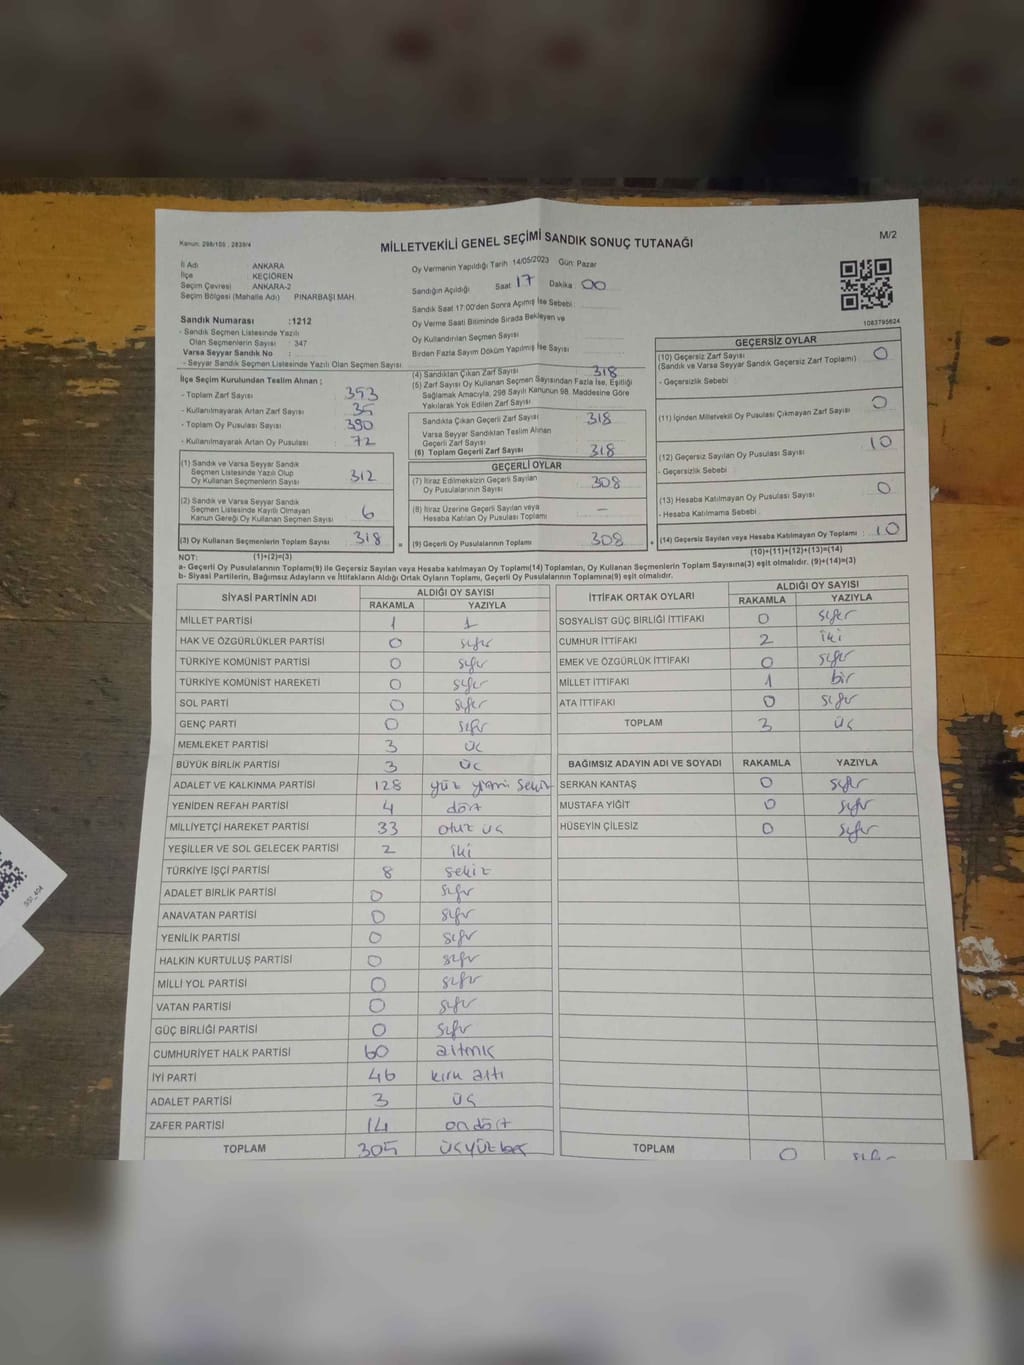 Kanun: 298/105 , 2839/4
MİLLETVEKİLİ GENEL SEÇİMİ SANDIK SONUÇ TUTANAĞI
M/2
İl Adı ANKARA
İlçe KEÇİÖREN
Seçim Çevresi ANKARA-2
Seçim Bölgesi (Mahalle Adı) PINARBAŞI MAH.
Oy Vermenin Yapıldığı Tarih 14/05/2023 Gün: Pazar
Sandığın Açıldığı Saat 17 Dakika 00
Sandık Saat 17:00'den Sonra Açılmış İse Sebebi
Oy Verme Saati Bitiminde Sırada Bekleyen ve
Oy Kullandırılan Seçmen Sayısı
Birden Fazla Sayım Döküm Yapılmış İse Sayısı
1083795624
Sandık Numarası :1212
- Sandık Seçmen Listesinde Yazılı
Olan Seçmenlerin Sayısı : 347
Varsa Seyyar Sandık No :
- Seyyar Sandık Seçmen Listesinde Yazılı Olan Seçmen Sayısı
İlçe Seçim Kurulundan Teslim Alınan ;
- Toplam Zarf Sayısı : 353
- Kullanılmayarak Artan Zarf Sayısı : 35
- Toplam Oy Pusulası Sayısı : 390
- Kullanılmayarak Artan Oy Pusulası : 72
(1) Sandık ve Varsa Seyyar Sandık
Seçmen Listesinde Yazılı Olup
Oy Kullanan Seçmenlerin Sayısı 312
(2) Sandık ve Varsa Seyyar Sandık
Seçmen Listesinde Kayıtlı Olmayan
Kanun Gereği Oy Kullanan Seçmen Sayısı 6
(3) Oy Kullanan Seçmenlerin Toplam Sayısı : 318
(4) Sandıktan Çıkan Zarf Sayısı 318
(5) Zarf Sayısı Oy Kullanan Seçmen Sayısından Fazla İse, Eşitliği
Sağlamak Amacıyla, 298 Sayılı Kanunun 98. Maddesine Göre
Yakılarak Yok Edilen Zarf Sayısı
Sandıkta Çıkan Geçerli Zarf Sayısı 318
Varsa Seyyar Sandıktan Teslim Alınan
Geçerli Zarf Sayısı
(6) Toplam Geçerli Zarf Sayısı 318
GEÇERLİ OYLAR
(7) İtiraz Edilmeksizin Geçerli Sayılan
Oy Pusulalarının Sayısı 308
(8) İtiraz Üzerine Geçerli Sayılan veya
Hesaba Katılan Oy Pusulası Toplamı —
(9) Geçerli Oy Pusulalarının Toplamı 308
GEÇERSİZ OYLAR
(10) Geçersiz Zarf Sayısı
(Sandık ve Varsa Seyyar Sandık Geçersiz Zarf Toplamı) 0
- Geçersizlik Sebebi
(11) İçinden Milletvekili Oy Pusulası Çıkmayan Zarf Sayısı 0
(12) Geçersiz Sayılan Oy Pusulası Sayısı 10
- Geçersizlik Sebebi
(13) Hesaba Katılmayan Oy Pusulası Sayısı 0
- Hesaba Katılmama Sebebi
(14) Geçersiz Sayılan veya Hesaba Katılmayan Oy Toplamı : 10
NOT: (1)+(2)=(3) (10)+(11)+(12)+(13)=(14)
a- Geçerli Oy Pusulalarının Toplamı(9) ile Geçersiz Sayılan veya Hesaba katılmayan Oy Toplamı(14) Toplamları, Oy Kullanan Seçmenlerin Toplam Sayısına(3) eşit olmalıdır. (9)+(14)=(3)
b- Siyasi Partilerin, Bağımsız Adayların ve İttifakların Aldığı Ortak Oyların Toplamı, Geçerli Oy Pusulalarının Toplamına(9) eşit olmalıdır.
SİYASİ PARTİNİN ADI ALDIĞI OY SAYISI
RAKAMLA YAZIYLA
MİLLET PARTİSİ 1 1
HAK VE ÖZGÜRLÜKLER PARTİSİ 0 sıfır
TÜRKİYE KOMÜNİST PARTİSİ 0 sıfır
TÜRKİYE KOMÜNİST HAREKETİ 0 sıfır
SOL PARTİ 0 sıfır
GENÇ PARTİ 0 sıfır
MEMLEKET PARTİSİ 3 üç
BÜYÜK BİRLİK PARTİSİ 3 üç
ADALET VE KALKINMA PARTİSİ 128 yüz yirmi sekiz
YENİDEN REFAH PARTİSİ 4 dört
MİLLİYETÇİ HAREKET PARTİSİ 33 otuz üç
YEŞİLLER VE SOL GELECEK PARTİSİ 2 iki
TÜRKİYE İŞÇİ PARTİSİ 8 sekiz
ADALET BİRLİK PARTİSİ 0 sıfır
ANAVATAN PARTİSİ 0 sıfır
YENİLİK PARTİSİ 0 sıfır
HALKIN KURTULUŞ PARTİSİ 0 sıfır
MİLLİ YOL PARTİSİ 0 sıfır
VATAN PARTİSİ 0 sıfır
GÜÇ BİRLİĞİ PARTİSİ 0 sıfır
CUMHURİYET HALK PARTİSİ 60 altmış
İYİ PARTİ 46 kırk altı
ADALET PARTİSİ 3 üç
ZAFER PARTİSİ 14 ondört
TOPLAM 305 üçyüz beş
İTTİFAK ORTAK OYLARI ALDIĞI OY SAYISI
RAKAMLA YAZIYLA
SOSYALİST GÜÇ BİRLİĞİ İTTİFAKI 0 sıfır
CUMHUR İTTİFAKI 2 iki
EMEK VE ÖZGÜRLÜK İTTİFAKI 0 sıfır
MİLLET İTTİFAKI 1 bir
ATA İTTİFAKI 0 sıfır
TOPLAM 3 üç
BAĞIMSIZ ADAYIN ADI VE SOYADI RAKAMLA YAZIYLA
SERKAN KANTAŞ 0 sıfır
MUSTAFA YİĞİT 0 sıfır
HÜSEYİN ÇİLESİZ 0 sıfır
TOPLAM 0